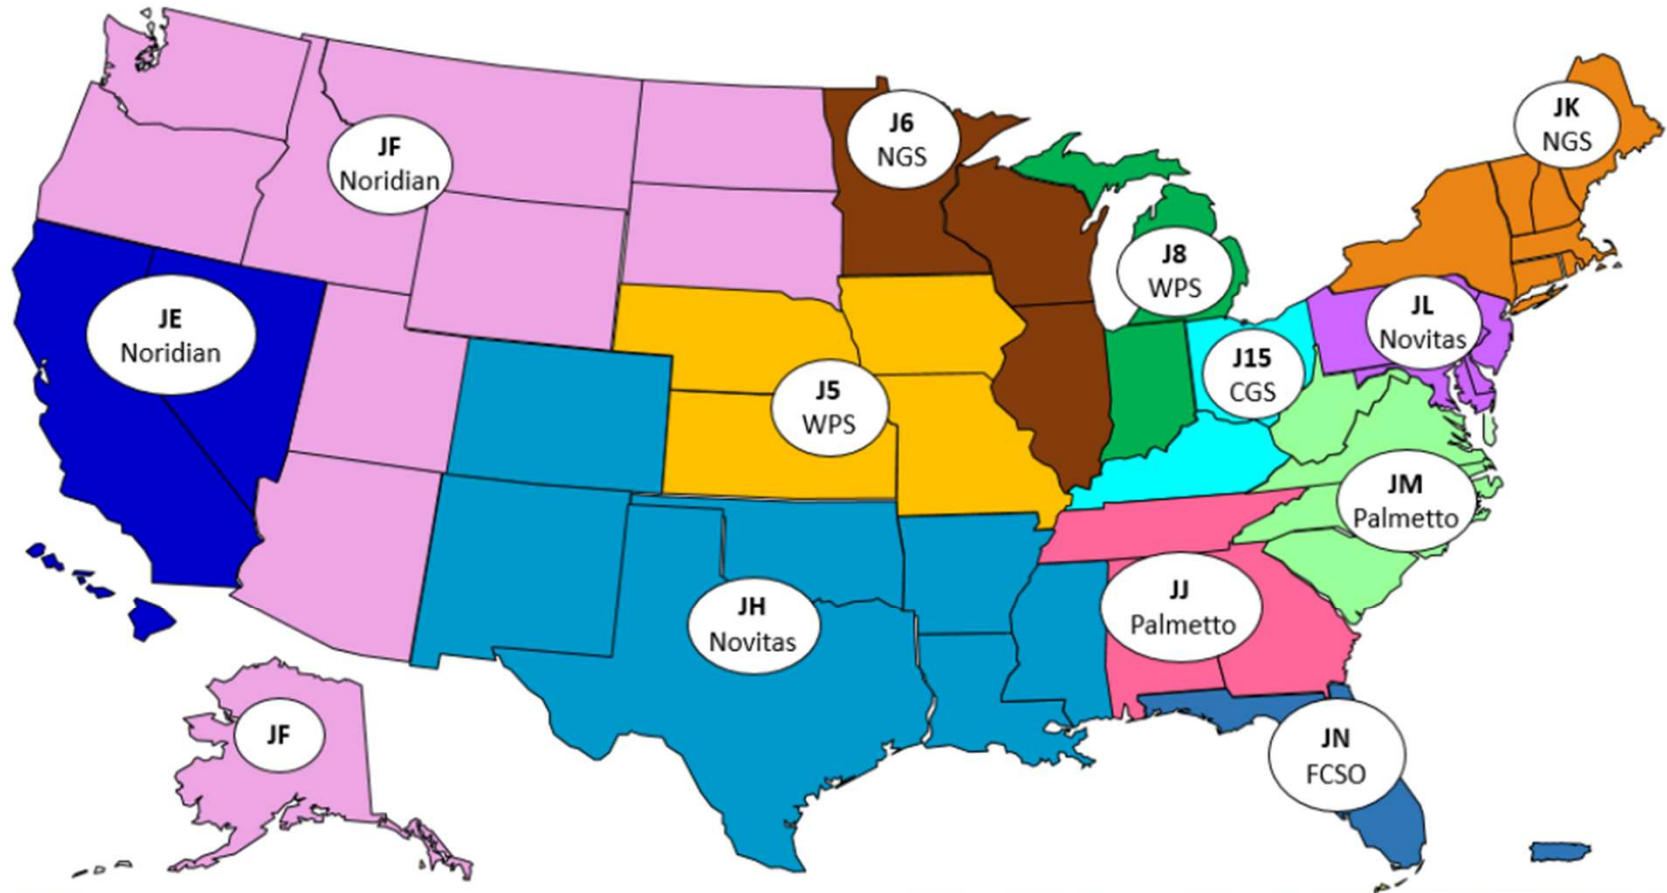 JK
NGS
J6
NGS
JF
Noridian
J8
WPS
JE
Noridian
JL
Novitas
J15
CGS
J5
WPS
JM
Palmetto
JH
Novitas
JJ
Palmetto
JF
JN
FCSO